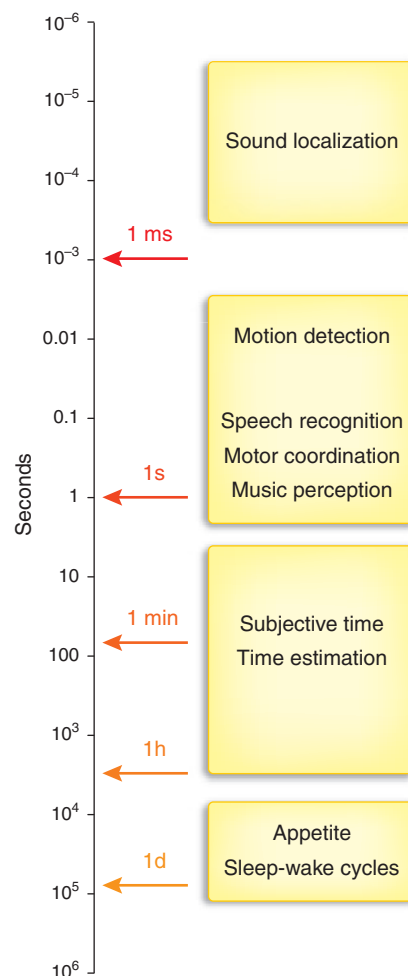 10⁻⁶
10⁻⁵
Sound localization
10⁻⁴
1 ms
10⁻³
0.01
Motion detection
0.1
Speech recognition
Motor coordination
1s
Music perception
1
Seconds
10
1 min
Subjective time
100
Time estimation
10³
1h
10⁴
Appetite
1d
Sleep-wake cycles
10⁵
10⁶